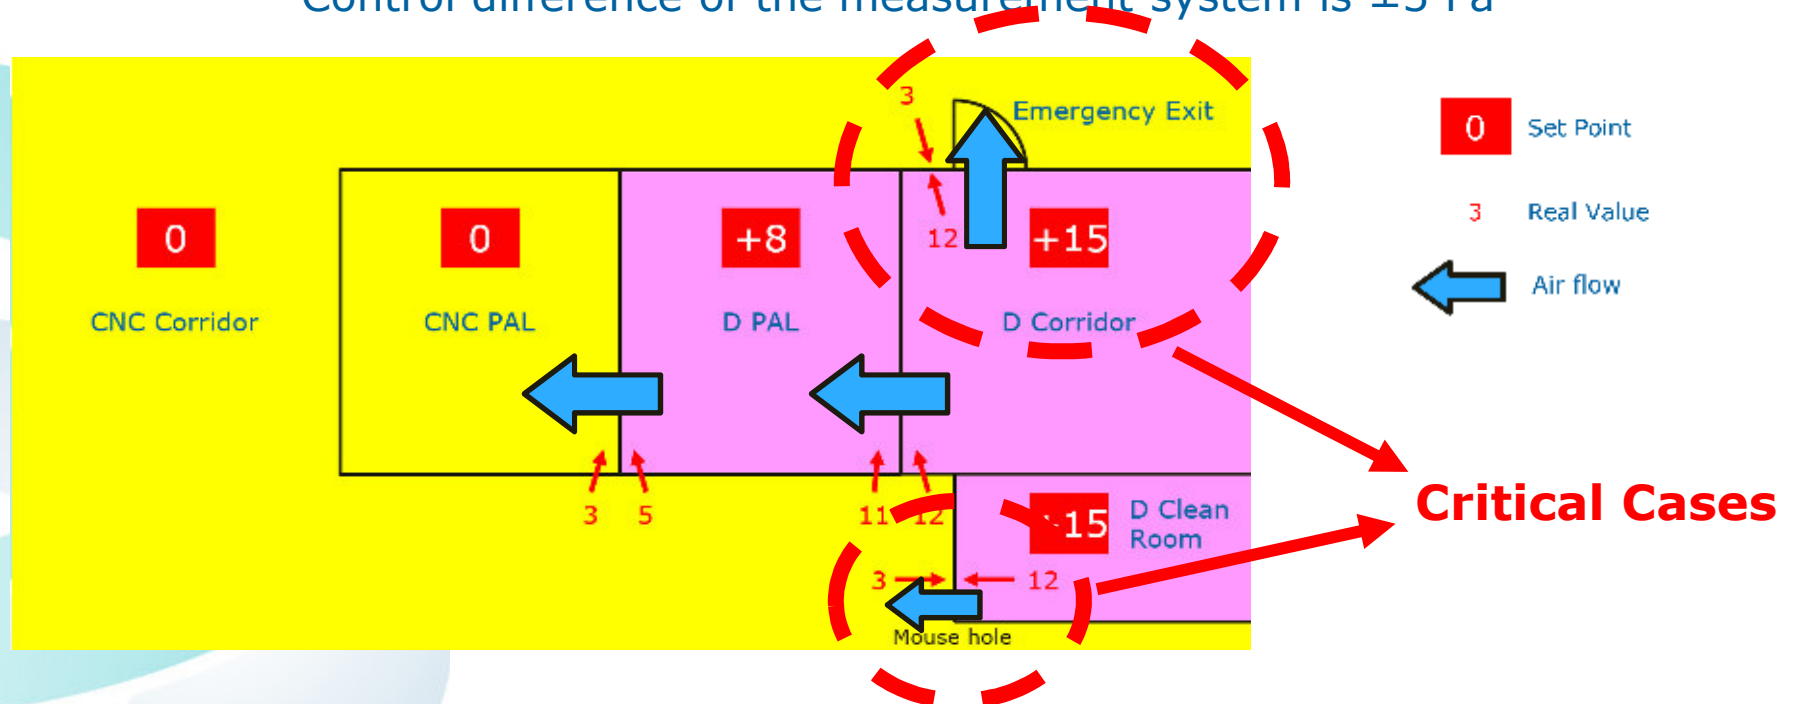 Control difference of the measurement system is ±3 Pa
3
Emergency Exit
0
Set Point
12
3
Real Value
0
0
+8
+15
Air flow
CNC Corridor
CNC PAL
D PAL
D Corridor
3
5
11
12
15
D Clean
Room
Critical Cases
3
12
Mouse hole